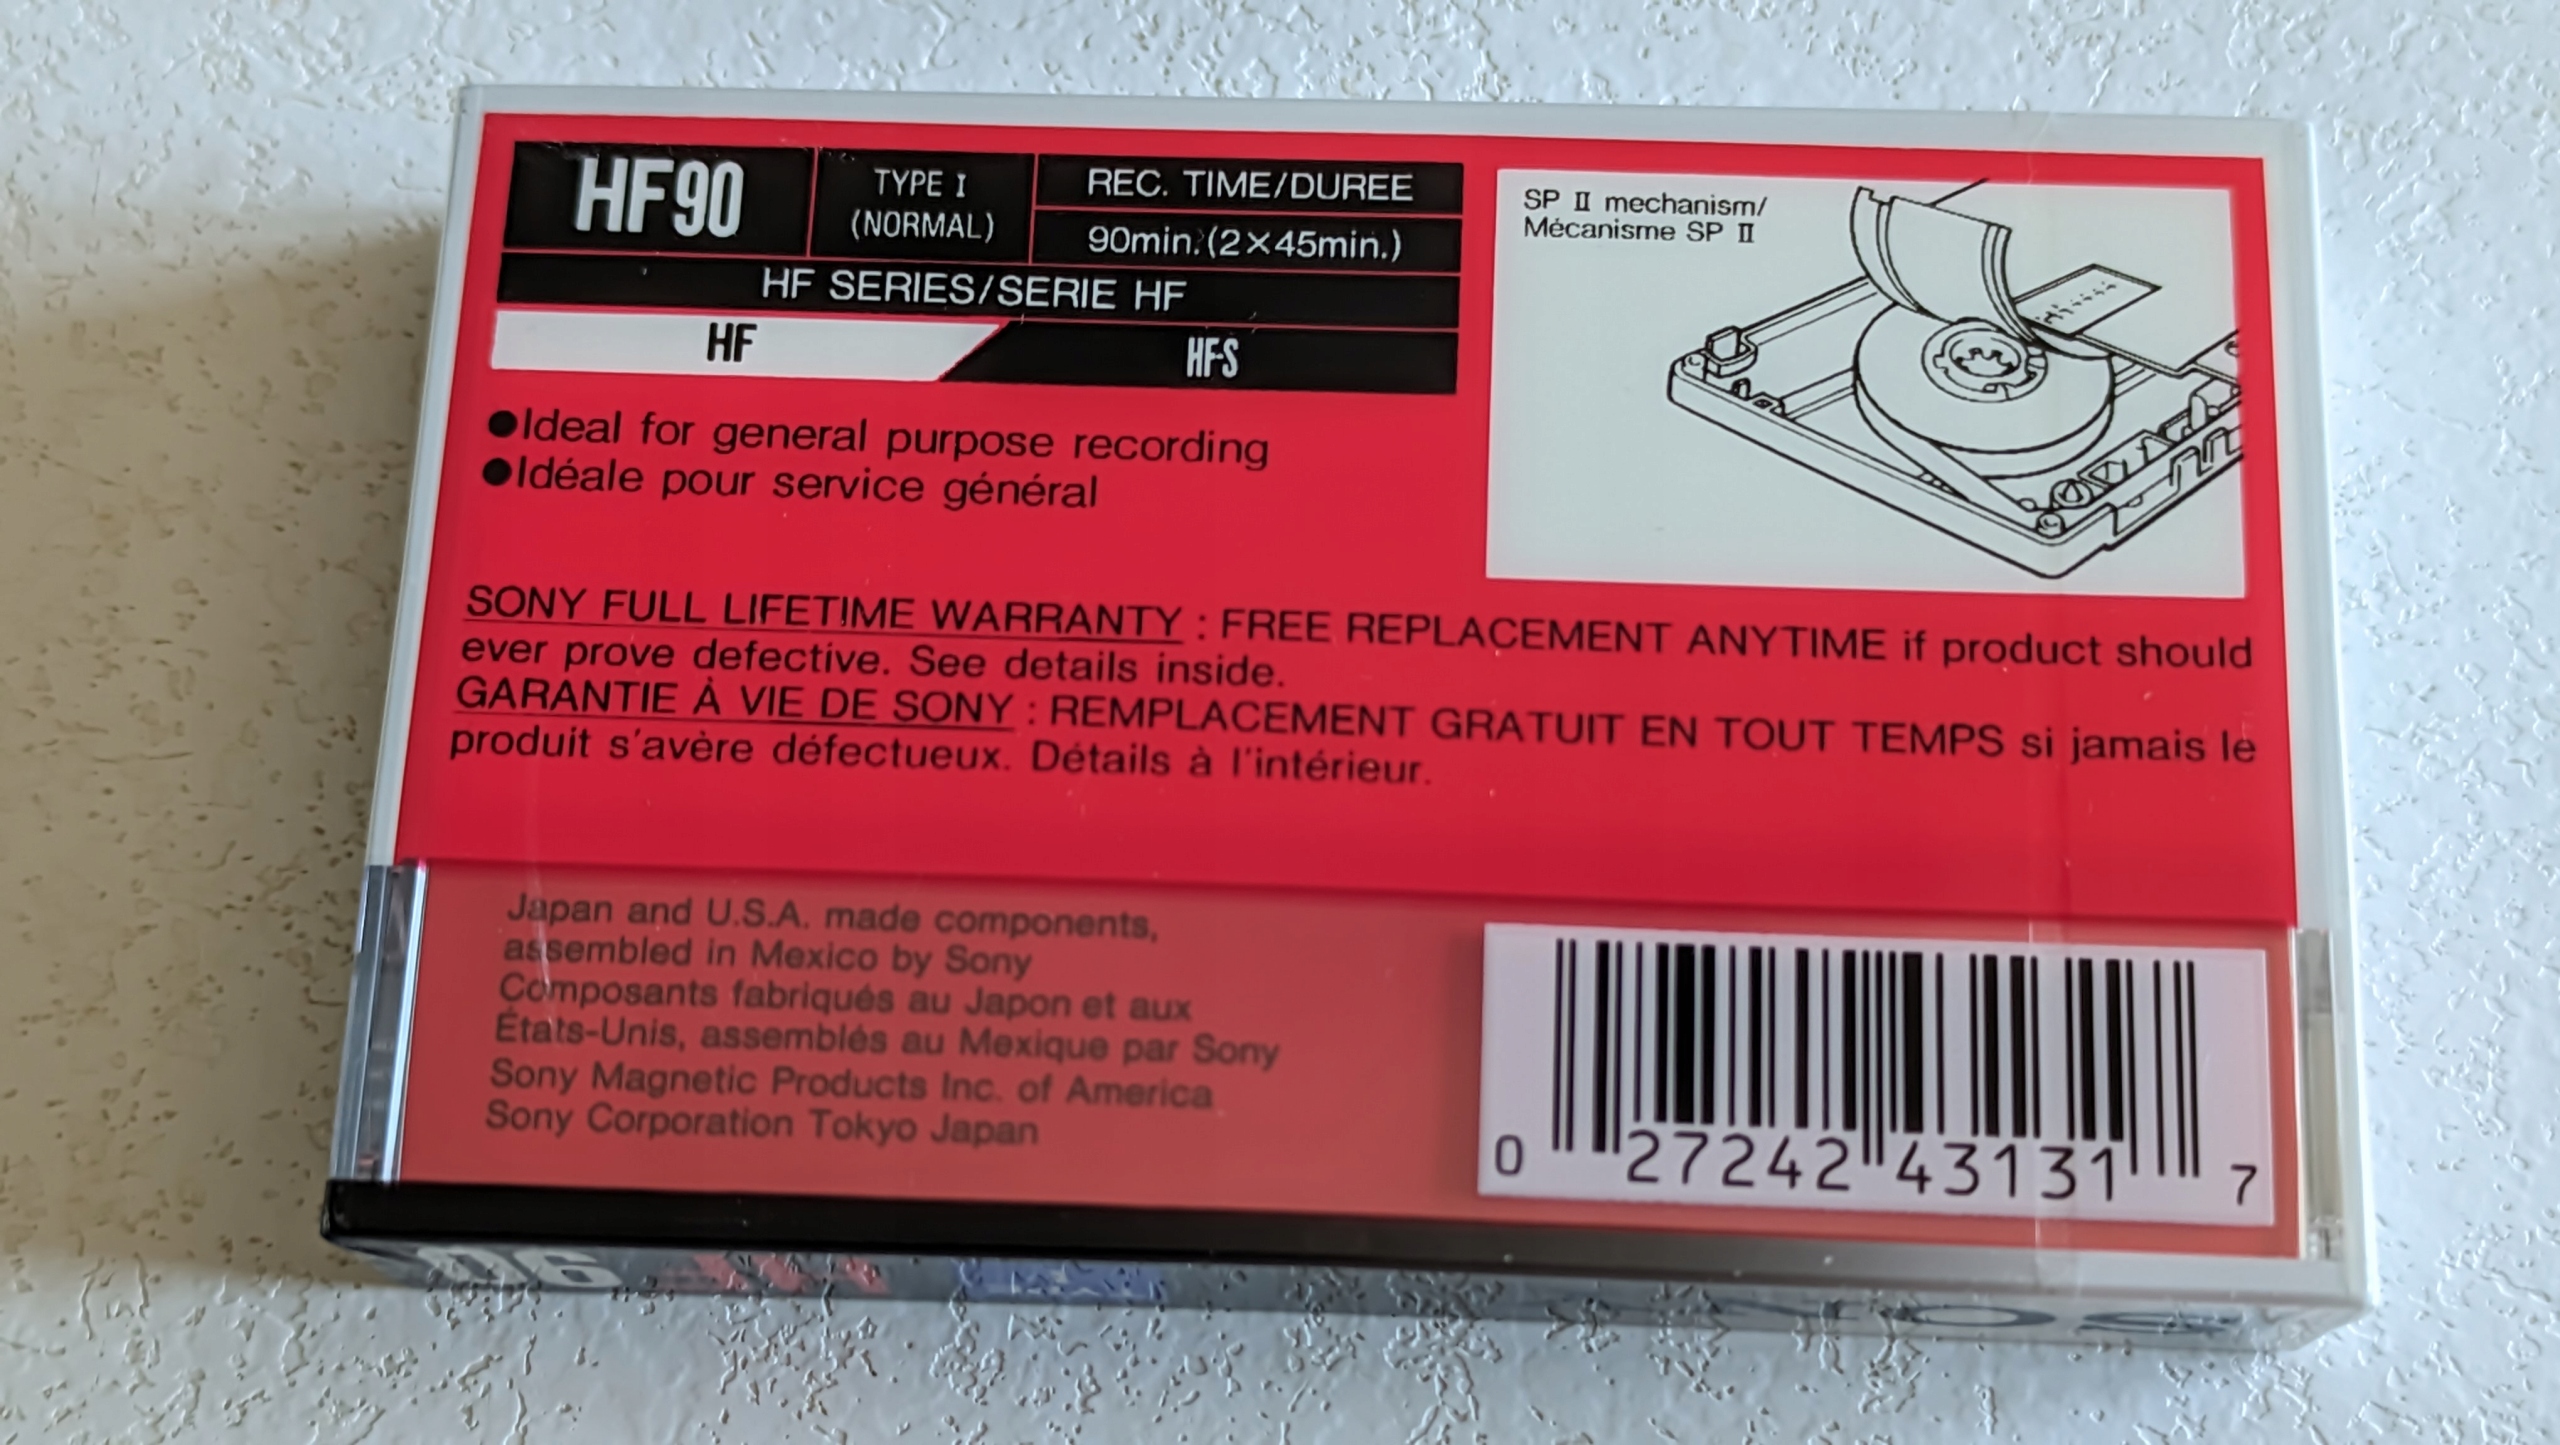 HF90
TYPE I
(NORMAL)
REC. TIME/DUREE
90min.(2×45min.)
HF SERIES/SERIE HF
HF
HF-S
SP II mechanism/
Mécanisme SP II
●Ideal for general purpose recording
●Idéale pour service général
SONY FULL LIFETIME WARRANTY : FREE REPLACEMENT ANYTIME if product should
ever prove defective. See details inside.
GARANTIE À VIE DE SONY : REMPLACEMENT GRATUIT EN TOUT TEMPS si jamais le
produit s'avère défectueux. Détails à l'intérieur.
Japan and U.S.A. made components,
assembled in Mexico by Sony
Composants fabriqués au Japon et aux
États-Unis, assemblés au Mexique par Sony
Sony Magnetic Products Inc. of America
Sony Corporation Tokyo Japan
0 27242 43131 7
90 HF
SONY